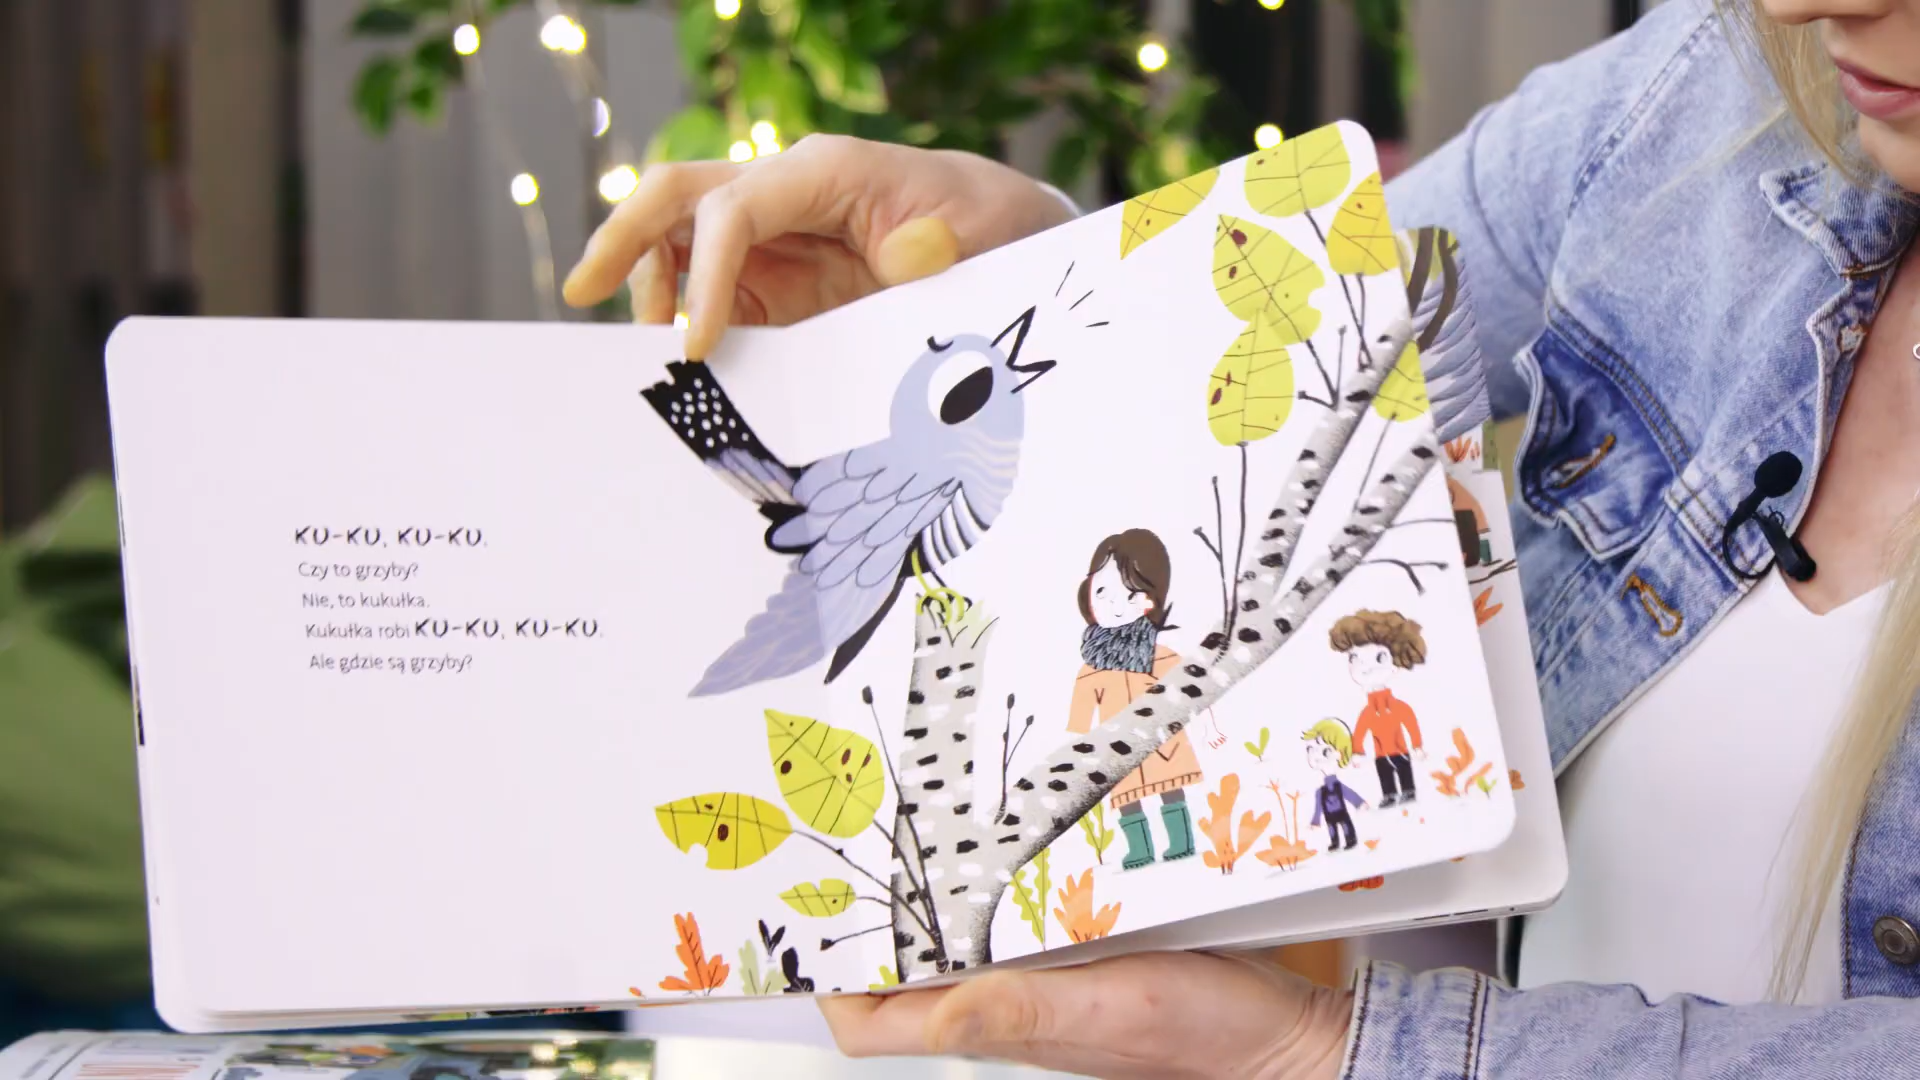 KU-KU, KU-KU.
Czy to grzyby?
Nie, to kukułka.
Kukułka robi KU-KU, KU-KU.
Ale gdzie są grzyby?